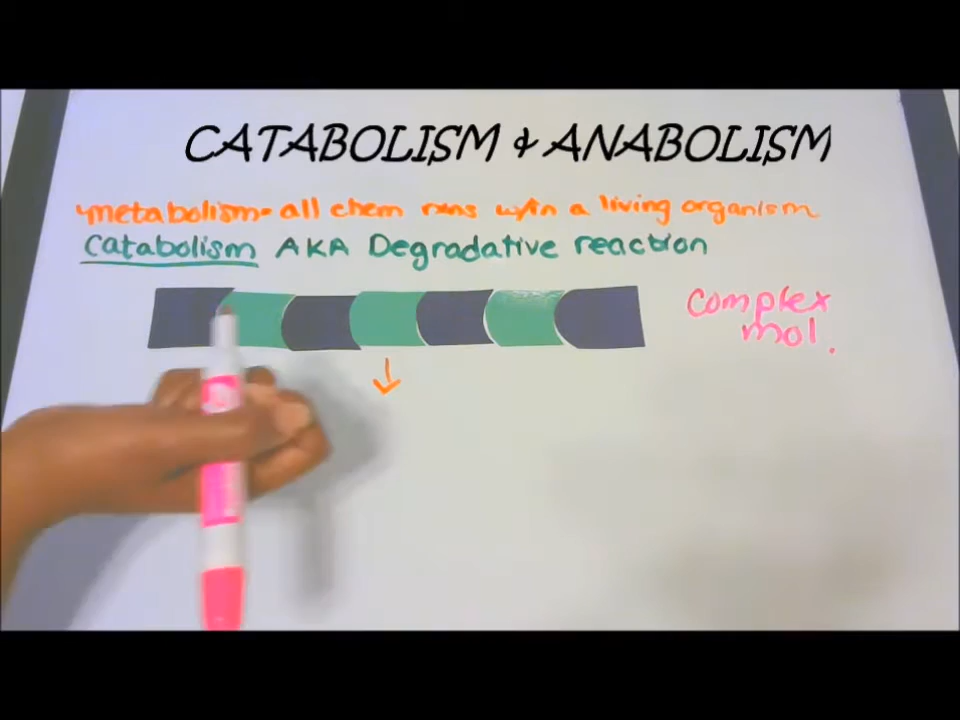 CATABOLISM & ANABOLISM
metabolism- all chem rxns w/in a living organism
Catabolism AKA Degradative reaction
Complex
mol.